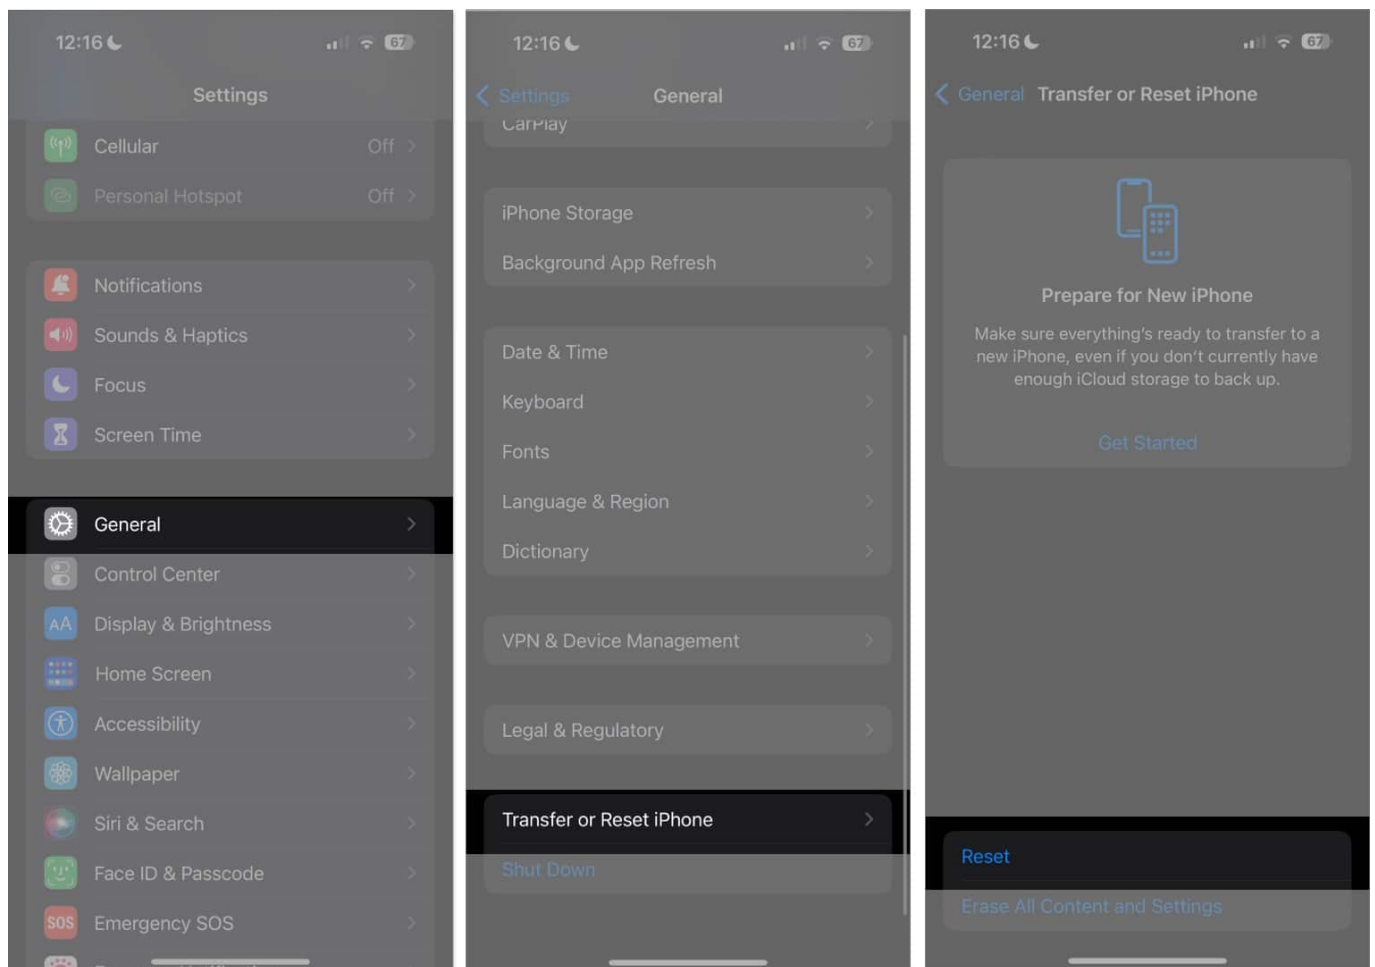 12:16
67
Settings
Cellular
Off
Personal Hotspot
Off
Notifications
Sounds & Haptics
Focus
Screen Time
General
Control Center
AA
Display & Brightness
Home Screen
Accessibility
Wallpaper
Siri & Search
Face ID & Passcode
SOS
Emergency SOS
12:16
67
Settings
General
CarPlay
iPhone Storage
Background App Refresh
Date & Time
Keyboard
Fonts
Language & Region
Dictionary
VPN & Device Management
Legal & Regulatory
Transfer or Reset iPhone
Shut Down
12:16
67
General
Transfer or Reset iPhone
Prepare for New iPhone
Make sure everything's ready to transfer to a
new iPhone, even if you don't currently have
enough iCloud storage to back up.
Get Started
Reset
Erase All Content and Settings